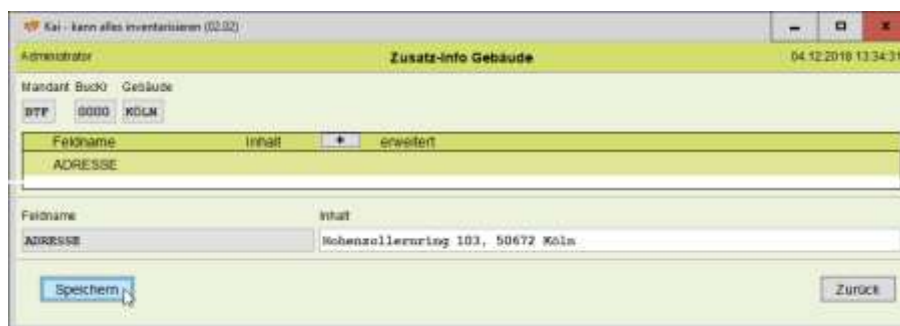 Kai - kann alles inventarisieren (02.02)
Administrator Zusatz-Info Gebäude 04.12.2018 13:34:31
Mandant BucKr Gebäude
DTF 0000 KÖLN
Feldname Inhalt + erweitert
ADRESSE
Feldname Inhalt
ADRESSE Hohenzollernring 103, 50672 Köln
Speichern Zurück